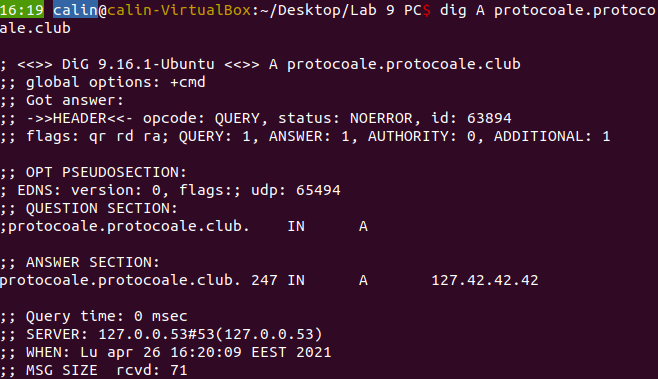 16:19 calin@calin-VirtualBox:~/Desktop/Lab 9 PC$ dig A protocoale.protoco
ale.club

; <<>> DiG 9.16.1-Ubuntu <<>> A protocoale.protocoale.club
;; global options: +cmd
;; Got answer:
;; ->>HEADER<<- opcode: QUERY, status: NOERROR, id: 63894
;; flags: qr rd ra; QUERY: 1, ANSWER: 1, AUTHORITY: 0, ADDITIONAL: 1

;; OPT PSEUDOSECTION:
; EDNS: version: 0, flags:; udp: 65494
;; QUESTION SECTION:
;protocoale.protocoale.club.    IN      A

;; ANSWER SECTION:
protocoale.protocoale.club. 247 IN      A       127.42.42.42

;; Query time: 0 msec
;; SERVER: 127.0.0.53#53(127.0.0.53)
;; WHEN: Lu apr 26 16:20:09 EEST 2021
;; MSG SIZE  rcvd: 71